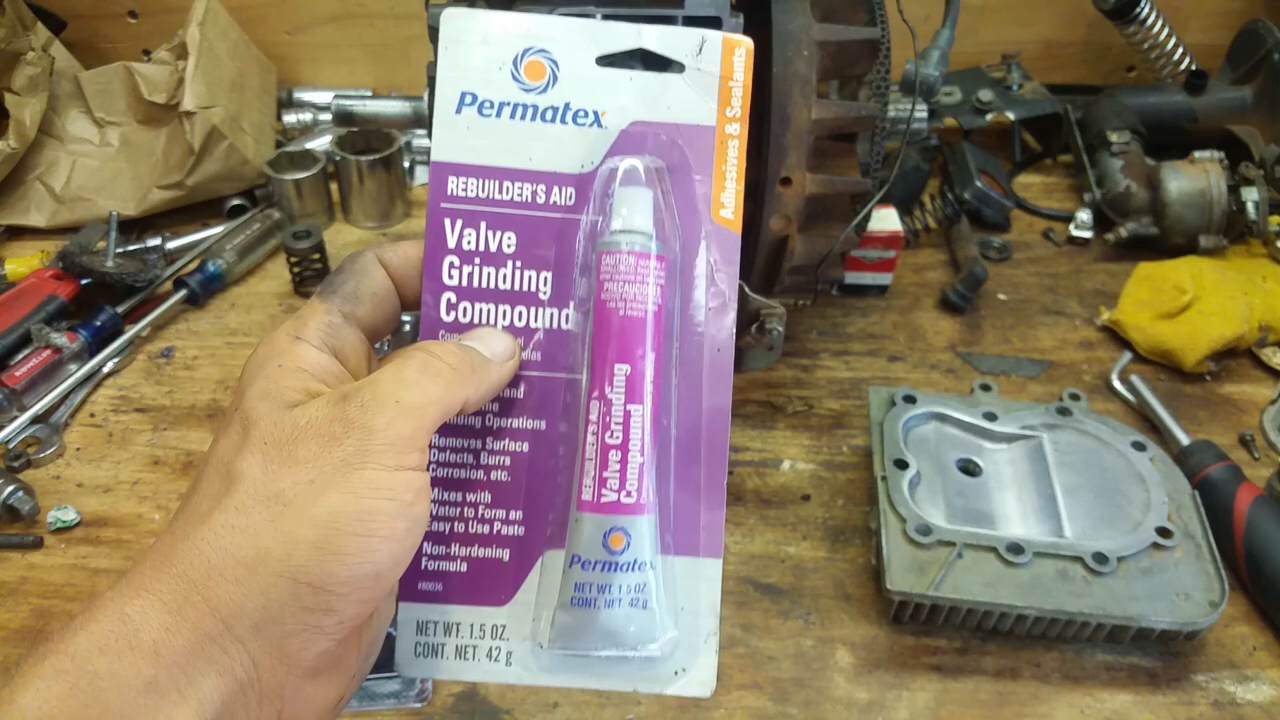 Permatex
Adhesives & Sealants
REBUILDER'S AID
Valve
Grinding
Compound
and
Operations
Removes Surface
Defects, Burrs
Corrosion, etc.
Mixes with
Water to Form an
Easy to Use Paste
Non-Hardening
Formula
#80036
NET WT. 1.5 OZ.
CONT. NET. 42 g
CAUTION:
PRECAUCION:
REBUILDER'S AID
Valve Grinding
Compound
Permatex
NET WT. 1.5 OZ
CONT. NET. 42 g